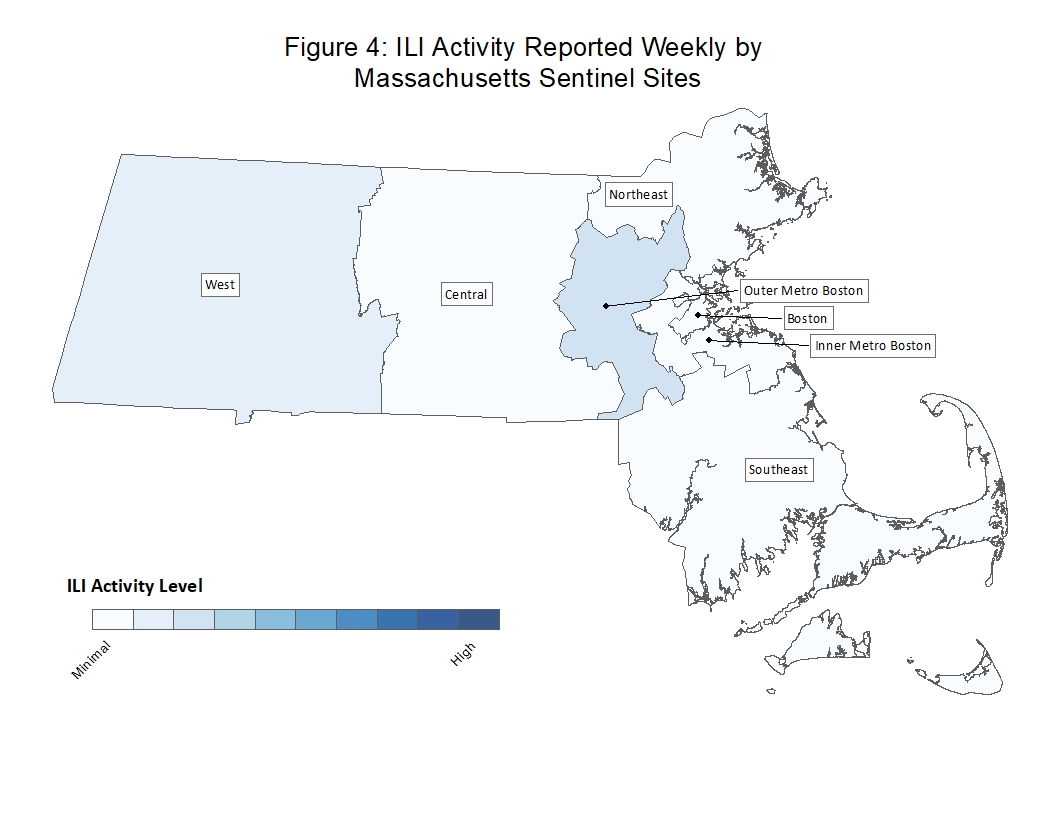 Figure 4: ILI Activity Reported Weekly by
Massachusetts Sentinel Sites
Northeast
West
Central
Outer Metro Boston
Boston
Inner Metro Boston
Southeast
ILI Activity Level
Minimal
High